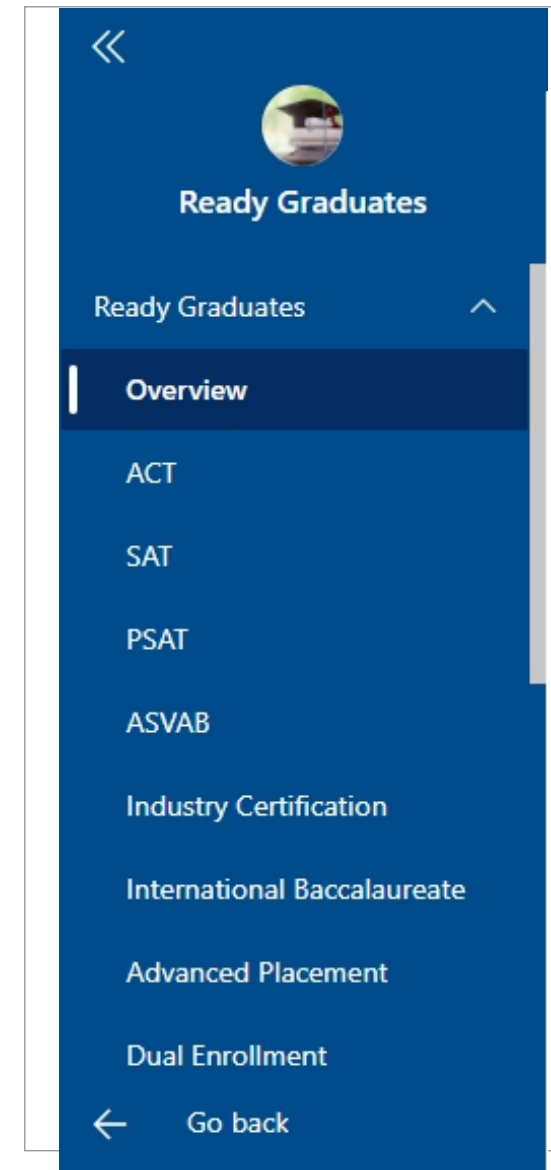 Ready Graduates
Ready Graduates
Overview
ACT
SAT
PSAT
ASVAB
Industry Certification
International Baccalaureate
Advanced Placement
Dual Enrollment
Go back